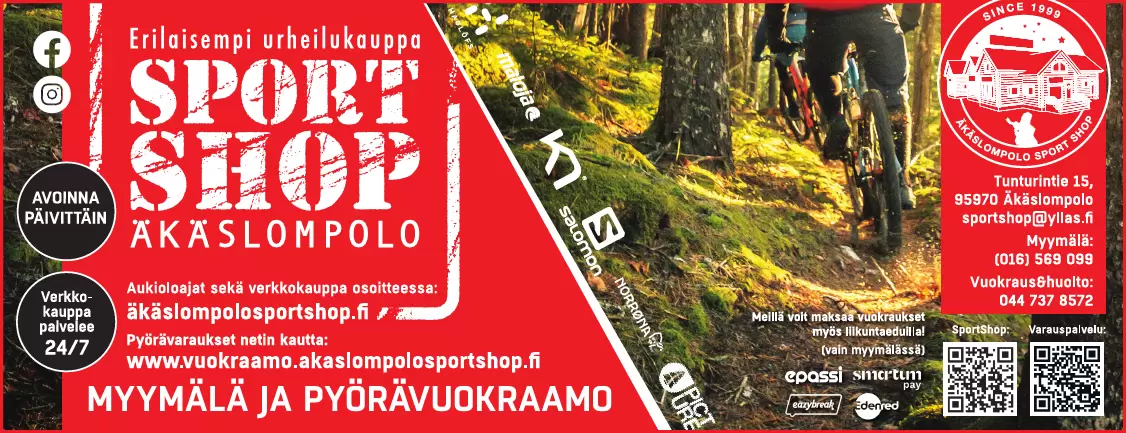 Erilaisempi urheilukauppa
SPORT
SHOP
ÄKÄSLOMPOLO
AVOINNA
PÄIVITTÄIN
Verkko-
kauppa
palvelee
24/7
Aukioloajat sekä verkkokauppa osoitteessa:
äkäslompolosportshop.fi
Pyörävaraukset netin kautta:
www.vuokraamo.akaslompolosportshop.fi
MYYMÄLÄ JA PYÖRÄVUOKRAAMO
maloja
salomon
NORRØNA
PICT
URE
Meillä voit maksaa vuokraukset
myös liikuntaeduilla!
(vain myymälässä)
epassi
smartum
pay
eazybreak
Edenred
SINCE 1999
ÄKÄSLOMPOLO SPORT SHOP
Tunturintie 15,
95970 Äkäslompolo
sportshop@yllas.fi
Myymälä:
(016) 569 099
Vuokraus&huolto:
044 737 8572
SportShop:
Varauspalvelu: